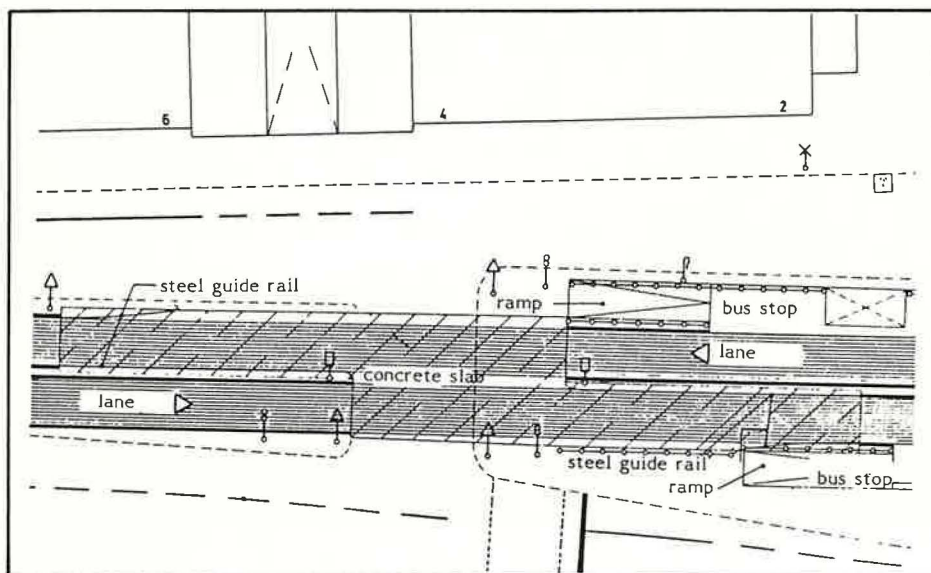 6
4
2
steel guide rail
ramp
bus stop
lane
concrete slab
lane
steel guide rail
ramp
bus stop